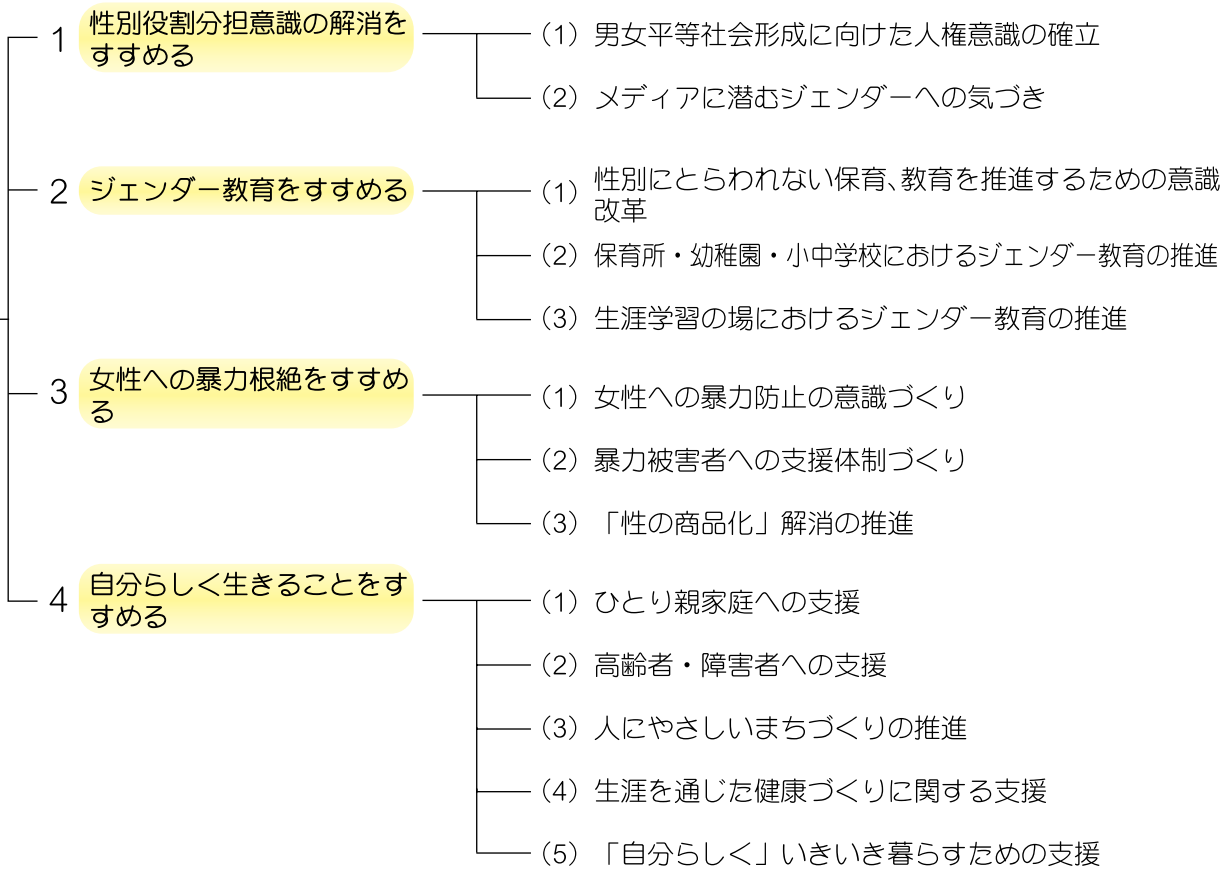 1 性別役割分担意識の解消を
すすめる
(1) 男女平等社会形成に向けた人権意識の確立
(2) メディアに潜むジェンダーへの気づき
2 ジェンダー教育をすすめる
(1) 性別にとらわれない保育、教育を推進するための意識
改革
(2) 保育所・幼稚園・小中学校におけるジェンダー教育の推進
(3) 生涯学習の場におけるジェンダー教育の推進
3 女性への暴力根絶をすすめ
る
(1) 女性への暴力防止の意識づくり
(2) 暴力被害者への支援体制づくり
(3) 「性の商品化」解消の推進
4 自分らしく生きることをす
すめる
(1) ひとり親家庭への支援
(2) 高齢者・障害者への支援
(3) 人にやさしいまちづくりの推進
(4) 生涯を通じた健康づくりに関する支援
(5) 「自分らしく」いきいき暮らすための支援